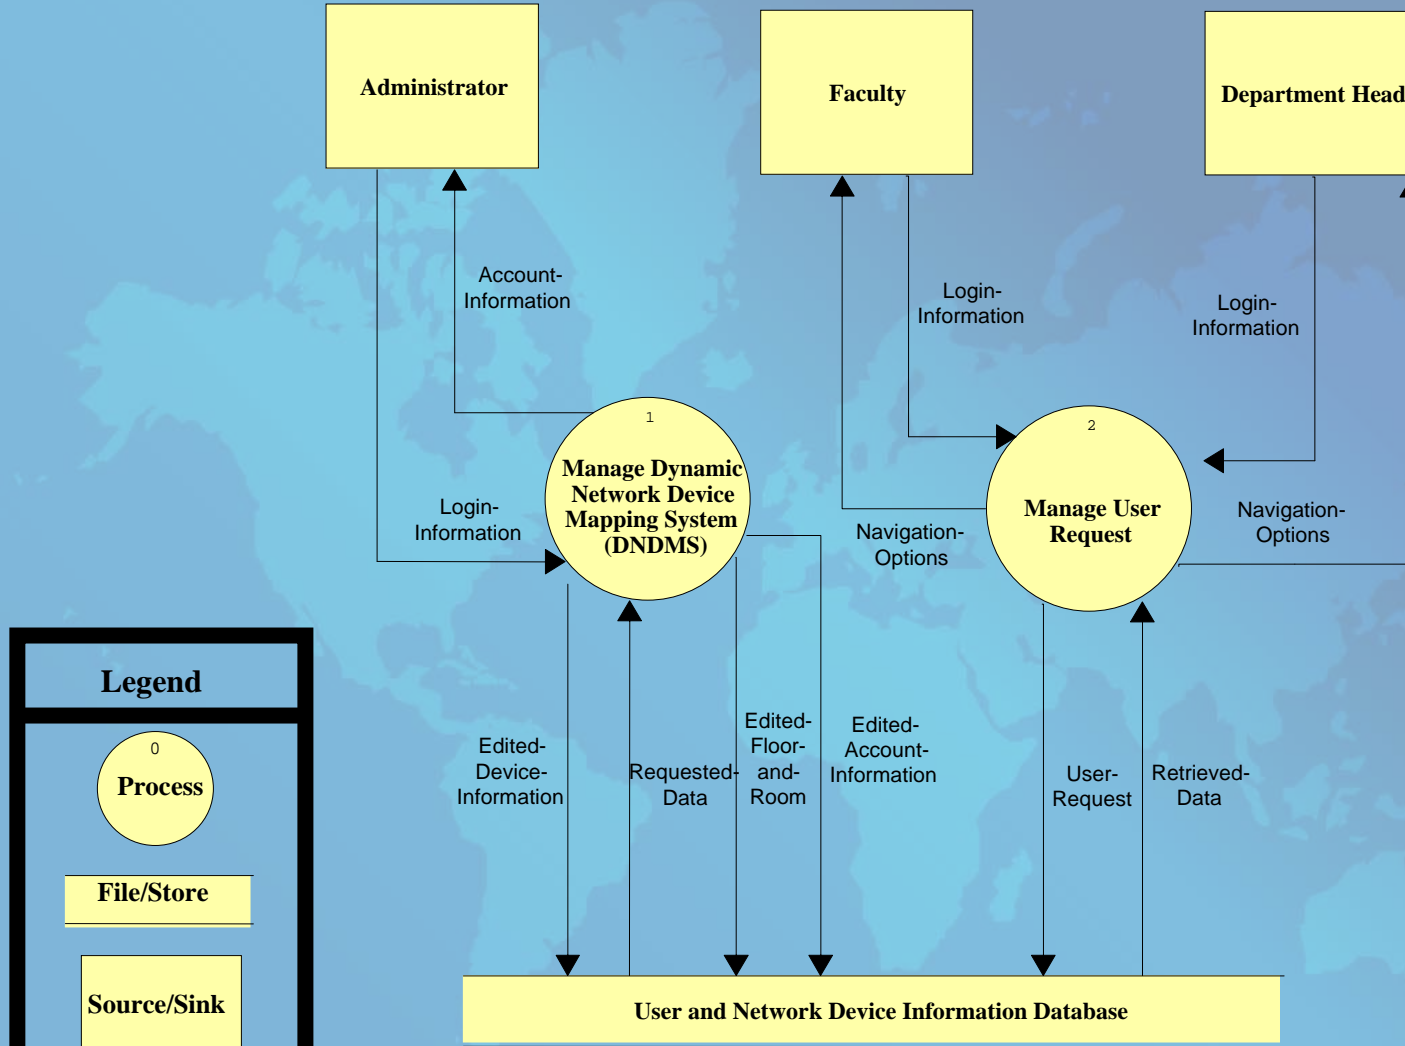 Administrator
Faculty
Department Head
Account-
Information
Login-
Information
Login-
Information
1
Manage Dynamic
Network Device
Mapping System
(DNDMS)
2
Manage User
Request
Login-
Information
Navigation-
Options
Navigation-
Options
Legend
0
Process
File/Store
Source/Sink
Edited-
Device-
Information
Requested-
Data
Edited-
Floor-
and-
Room
Edited-
Account-
Information
User-
Request
Retrieved-
Data
User and Network Device Information Database